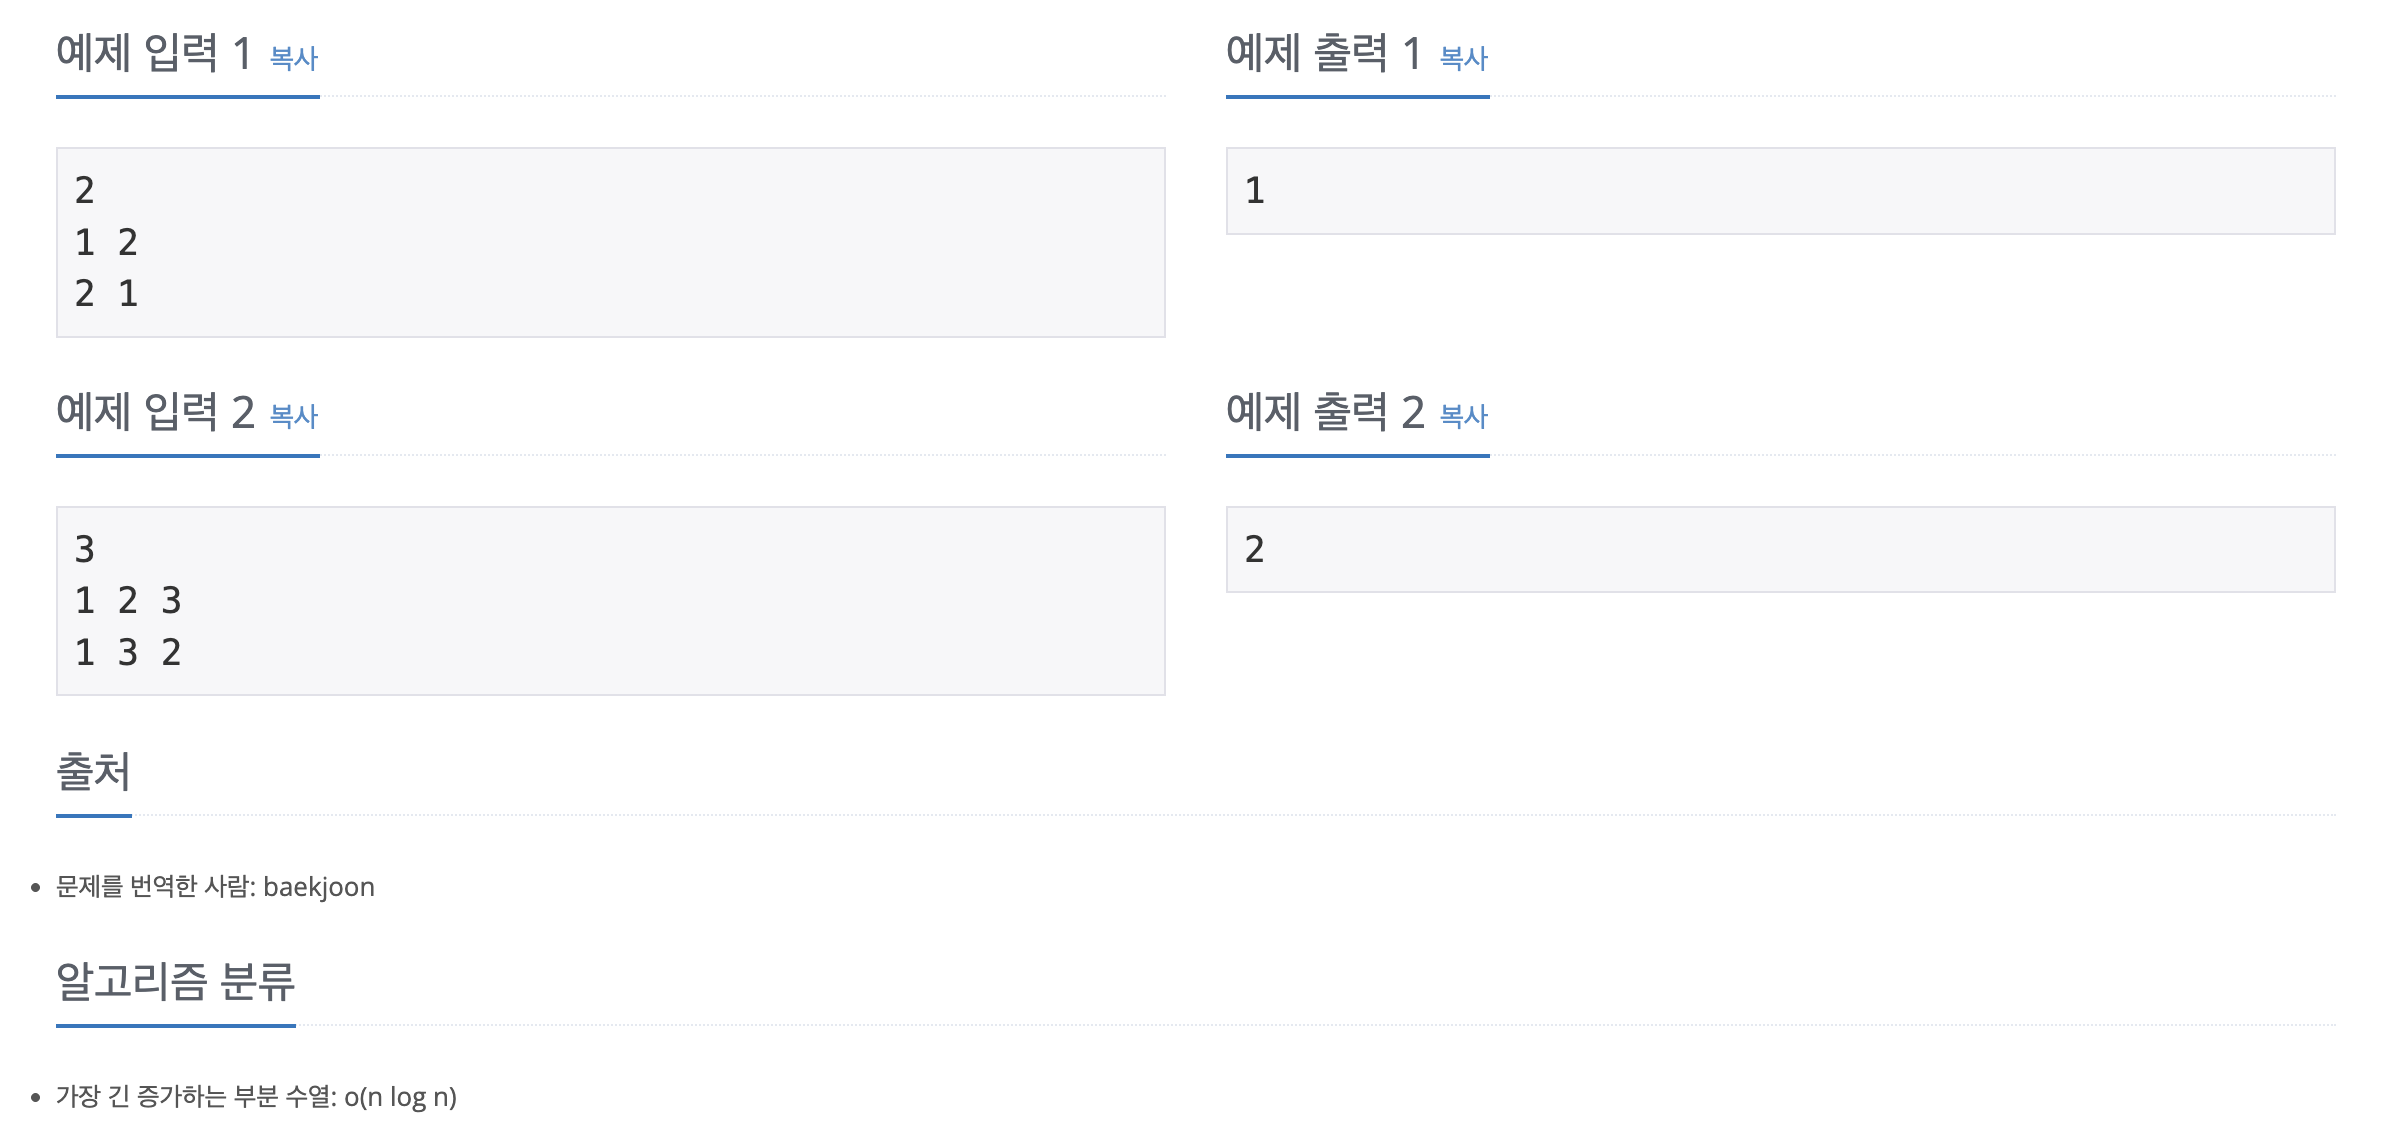 예제 입력 1 복사
2
1 2
2 1
예제 출력 1 복사
1
예제 입력 2 복사
3
1 2 3
1 3 2
예제 출력 2 복사
2
출처
문제를 번역한 사람: baekjoon
알고리즘 분류
가장 긴 증가하는 부분 수열: o(n log n)